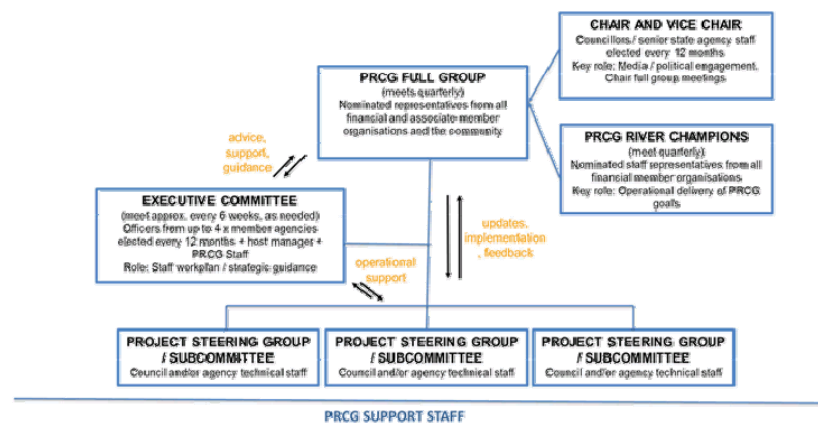 CHAIR AND VICE CHAIR
Councillors / senior state agency staff
elected every 12 months
Key role: Media / political engagement,
Chair full group meetings
PRCG FULL GROUP
(meets quarterly)
Nominated representatives from all
financial and associate member
organisations and the community
PRCG RIVER CHAMPIONS
(meet quarterly)
Nominated staff representatives from all
financial member organisations
Key role: Operational delivery of PRCG
goals
advice,
support,
guidance
EXECUTIVE COMMITTEE
(meet approx. every 6 weeks, as needed)
Officers from up to 4 x member agencies
elected every 12 months + host manager +
PRCG Staff
Role: Staff workplan / strategic guidance
updates,
implementation
, feedback
operational
support
PROJECT STEERING GROUP
/ SUBCOMMITTEE
Council and/or agency technical staff
PROJECT STEERING GROUP
/ SUBCOMMITTEE
Council and/or agency technical staff
PROJECT STEERING GROUP
/ SUBCOMMITTEE
Council and/or agency technical staff
PRCG SUPPORT STAFF